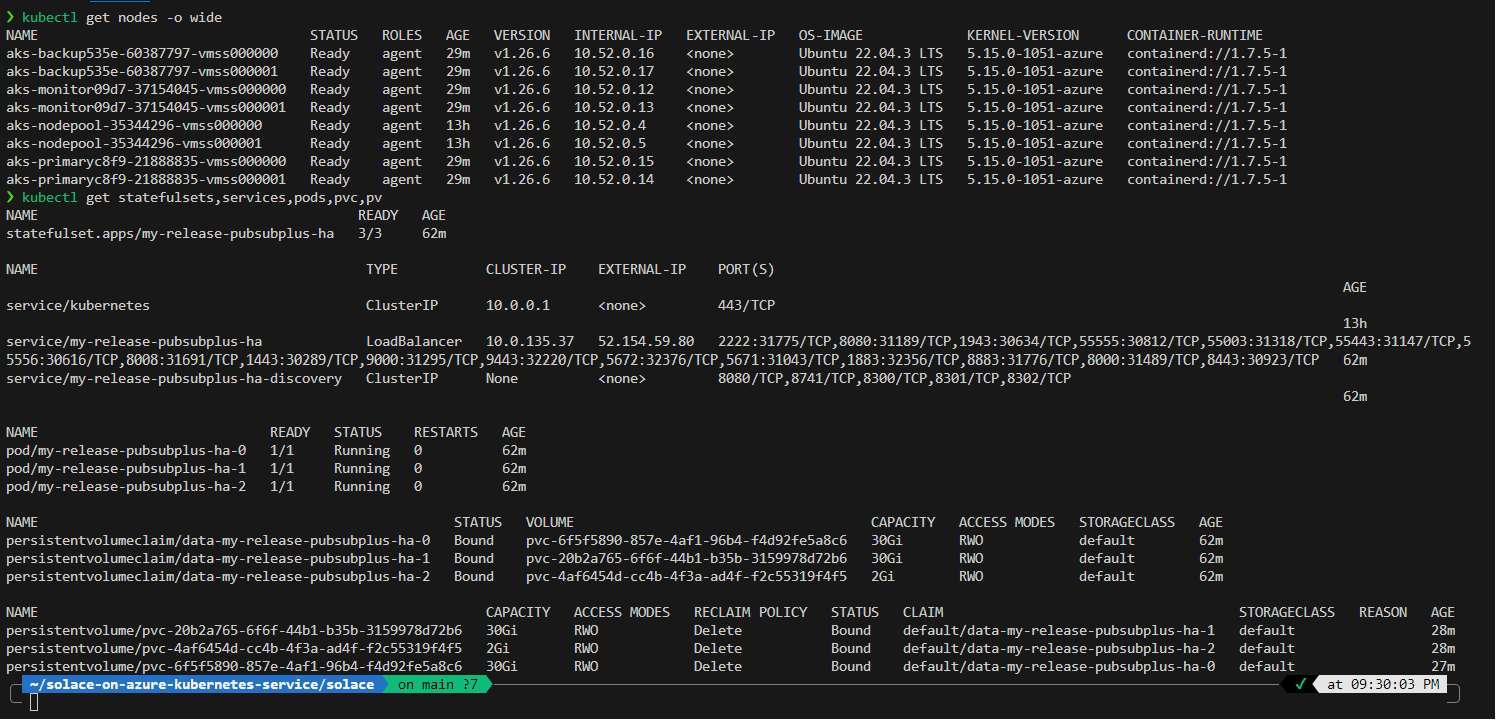 ❯ kubectl get nodes -o wide
NAME STATUS ROLES AGE VERSION INTERNAL-IP EXTERNAL-IP OS-IMAGE KERNEL-VERSION CONTAINER-RUNTIME
aks-backup535e-60387797-vmss000000 Ready agent 29m v1.26.6 10.52.0.16 <none> Ubuntu 22.04.3 LTS 5.15.0-1051-azure containerd://1.7.5-1
aks-backup535e-60387797-vmss000001 Ready agent 29m v1.26.6 10.52.0.17 <none> Ubuntu 22.04.3 LTS 5.15.0-1051-azure containerd://1.7.5-1
aks-monitor09d7-37154045-vmss000000 Ready agent 29m v1.26.6 10.52.0.12 <none> Ubuntu 22.04.3 LTS 5.15.0-1051-azure containerd://1.7.5-1
aks-monitor09d7-37154045-vmss000001 Ready agent 29m v1.26.6 10.52.0.13 <none> Ubuntu 22.04.3 LTS 5.15.0-1051-azure containerd://1.7.5-1
aks-nodepool-35344296-vmss000000 Ready agent 13h v1.26.6 10.52.0.4 <none> Ubuntu 22.04.3 LTS 5.15.0-1051-azure containerd://1.7.5-1
aks-nodepool-35344296-vmss000001 Ready agent 13h v1.26.6 10.52.0.5 <none> Ubuntu 22.04.3 LTS 5.15.0-1051-azure containerd://1.7.5-1
aks-primaryc8f9-21888835-vmss000000 Ready agent 29m v1.26.6 10.52.0.15 <none> Ubuntu 22.04.3 LTS 5.15.0-1051-azure containerd://1.7.5-1
aks-primaryc8f9-21888835-vmss000001 Ready agent 29m v1.26.6 10.52.0.14 <none> Ubuntu 22.04.3 LTS 5.15.0-1051-azure containerd://1.7.5-1
❯ kubectl get statefulsets,services,pods,pvc,pv
NAME READY AGE
statefulset.apps/my-release-pubsubplus-ha 3/3 62m
NAME TYPE CLUSTER-IP EXTERNAL-IP PORT(S)
AGE
service/kubernetes ClusterIP 10.0.0.1 <none> 443/TCP
13h
service/my-release-pubsubplus-ha LoadBalancer 10.0.135.37 52.154.59.80 2222:31775/TCP,8080:31189/TCP,1943:30634/TCP,55555:30812/TCP,55003:31318/TCP,55443:31147/TCP,5
5556:30616/TCP,8008:31691/TCP,1443:30289/TCP,9000:31295/TCP,9443:32220/TCP,5672:32376/TCP,5671:31043/TCP,1883:32356/TCP,8883:31776/TCP,8000:31489/TCP,8443:30923/TCP 62m
service/my-release-pubsubplus-ha-discovery ClusterIP None <none> 8080/TCP,8741/TCP,8300/TCP,8301/TCP,8302/TCP
62m
NAME READY STATUS RESTARTS AGE
pod/my-release-pubsubplus-ha-0 1/1 Running 0 62m
pod/my-release-pubsubplus-ha-1 1/1 Running 0 62m
pod/my-release-pubsubplus-ha-2 1/1 Running 0 62m
NAME STATUS VOLUME CAPACITY ACCESS MODES STORAGECLASS AGE
persistentvolumeclaim/data-my-release-pubsubplus-ha-0 Bound pvc-6f5f5890-857e-4af1-96b4-f4d92fe5a8c6 30Gi RWO default 62m
persistentvolumeclaim/data-my-release-pubsubplus-ha-1 Bound pvc-20b2a765-6f6f-44b1-b35b-3159978d72b6 30Gi RWO default 62m
persistentvolumeclaim/data-my-release-pubsubplus-ha-2 Bound pvc-4af6454d-cc4b-4f3a-ad4f-f2c55319f4f5 2Gi RWO default 62m
NAME CAPACITY ACCESS MODES RECLAIM POLICY STATUS CLAIM STORAGECLASS REASON AGE
persistentvolume/pvc-20b2a765-6f6f-44b1-b35b-3159978d72b6 30Gi RWO Delete Bound default/data-my-release-pubsubplus-ha-1 default 28m
persistentvolume/pvc-4af6454d-cc4b-4f3a-ad4f-f2c55319f4f5 2Gi RWO Delete Bound default/data-my-release-pubsubplus-ha-2 default 28m
persistentvolume/pvc-6f5f5890-857e-4af1-96b4-f4d92fe5a8c6 30Gi RWO Delete Bound default/data-my-release-pubsubplus-ha-0 default 27m
~/solace-on-azure-kubernetes-service/solace on main ?7 ✓ at 09:30:03 PM